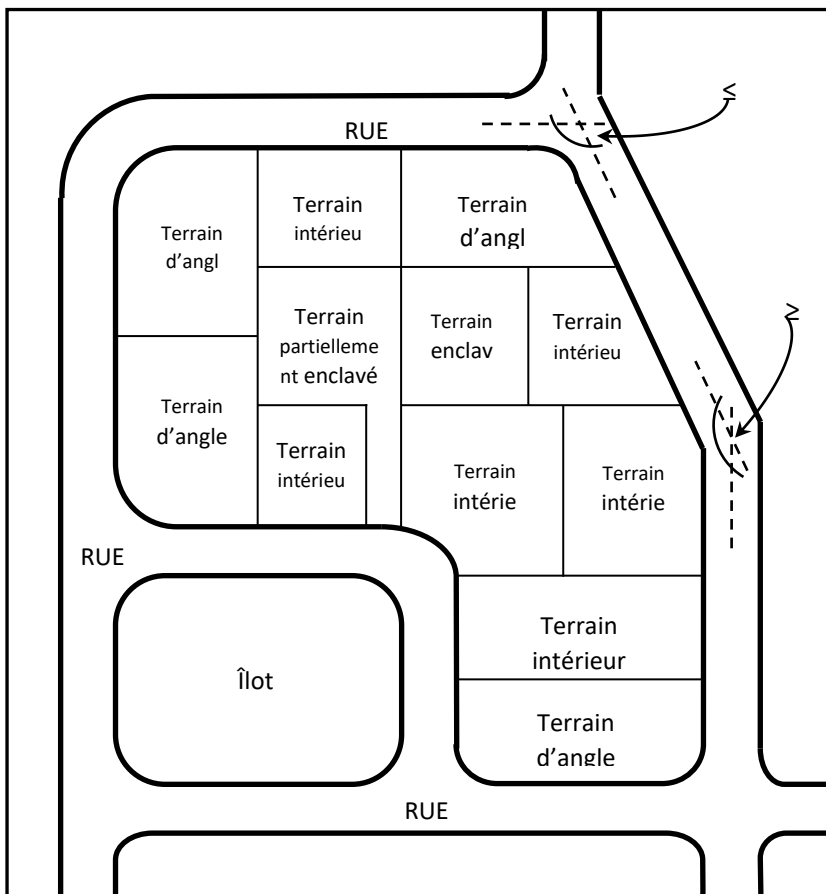 ≤
RUE
Terrain
intérieu
Terrain
d'angl
Terrain
d'angl
≥
Terrain
partielleme
nt enclavé
Terrain
enclav
Terrain
intérieu
Terrain
d'angle
Terrain
intérieu
Terrain
intérie
Terrain
intérie
RUE
Terrain
intérieur
Îlot
Terrain
d'angle
RUE